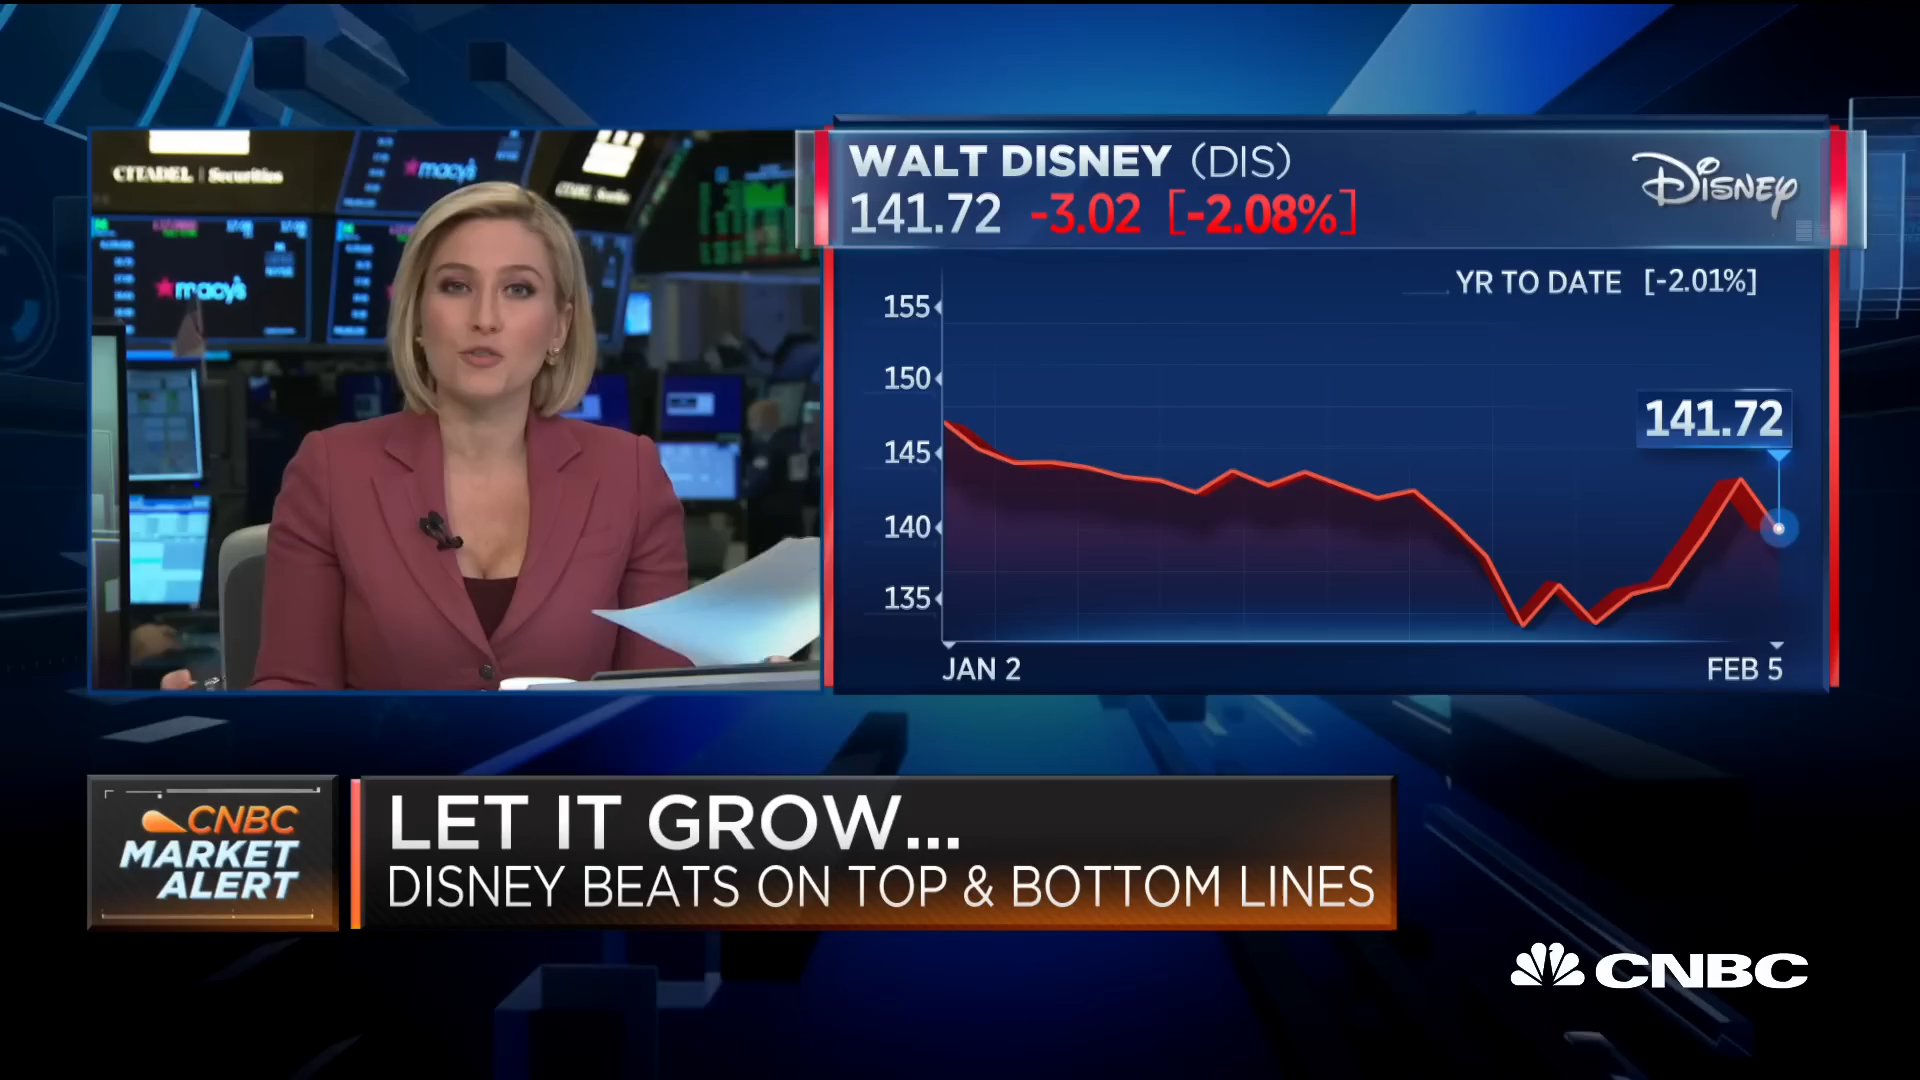 CITADEL | Securities
macy's
macy's
WALT DISNEY (DIS)
141.72 -3.02 [-2.08%]
DISNEY
YR TO DATE [-2.01%]
155
150
145
140
135
141.72
JAN 2
FEB 5
CNBC
MARKET
ALERT
LET IT GROW...
DISNEY BEATS ON TOP & BOTTOM LINES
CNBC